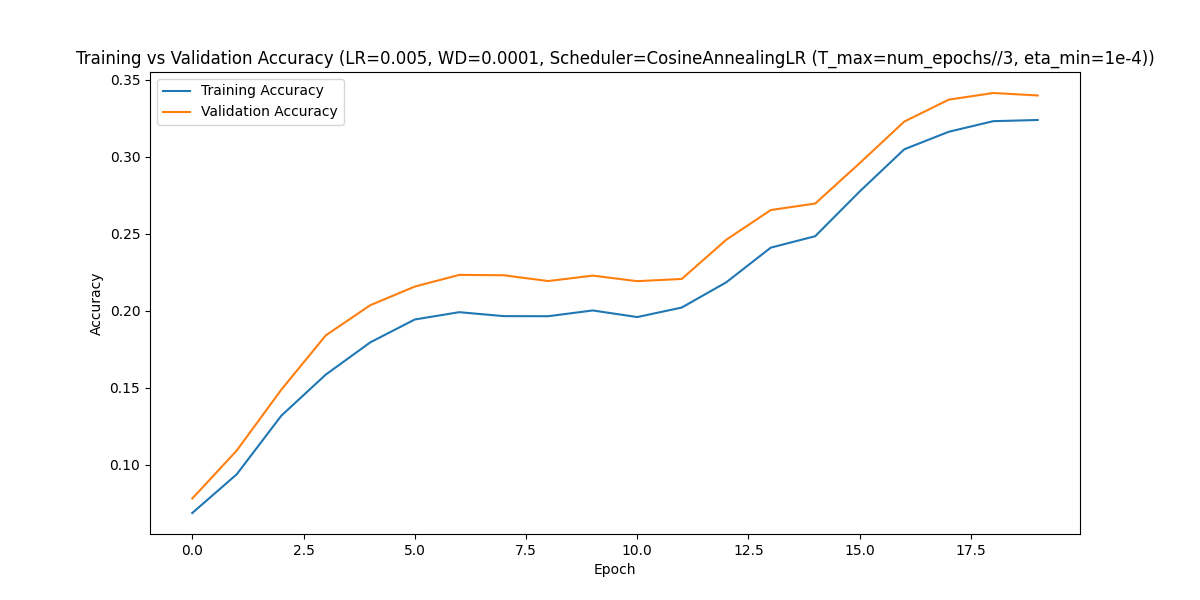 Training vs Validation Accuracy (LR=0.005, WD=0.0001, Scheduler=CosineAnnealingLR (T_max=num_epochs//3, eta_min=1e-4))
Training Accuracy
Validation Accuracy
0.35
0.30
0.25
0.20
0.15
0.10
Accuracy
0.0 2.5 5.0 7.5 10.0 12.5 15.0 17.5
Epoch